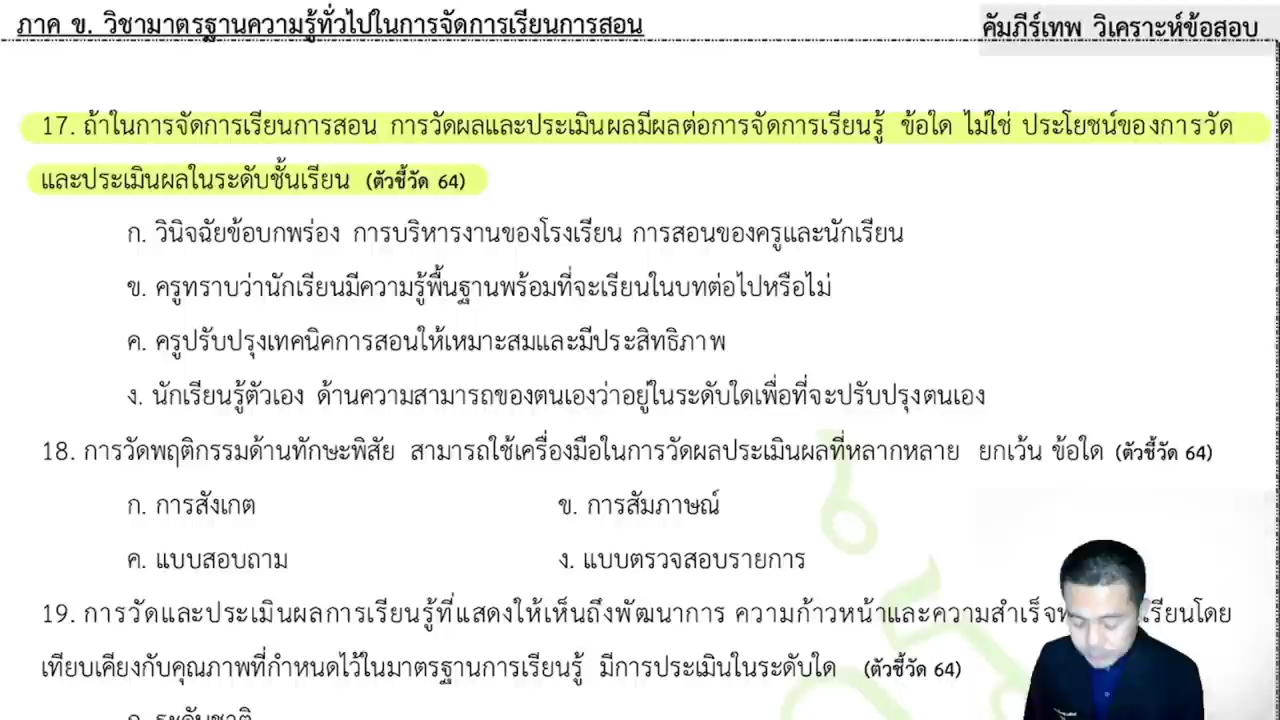 ภาค ข. วิชามาตรฐานความรู้ทั่วไปในการจัดการเรียนการสอน
คัมภีร์เทพ วิเคราะห์ข้อสอบ
17. ถ้าในการจัดการเรียนการสอน การวัดผลและประเมินผลมีผลต่อการจัดการเรียนรู้ ข้อใด ไม่ใช่ ประโยชน์ของการวัด
และประเมินผลในระดับชั้นเรียน (ตัวชี้วัด 64)
ก. วินิจฉัยข้อบกพร่อง การบริหารงานของโรงเรียน การสอนของครูและนักเรียน
ข. ครูทราบว่านักเรียนมีความรู้พื้นฐานพร้อมที่จะเรียนในบทต่อไปหรือไม่
ค. ครูปรับปรุงเทคนิคการสอนให้เหมาะสมและมีประสิทธิภาพ
ง. นักเรียนรู้ตัวเอง ด้านความสามารถของตนเองว่าอยู่ในระดับใดเพื่อที่จะปรับปรุงตนเอง
18. การวัดพฤติกรรมด้านทักษะพิสัย สามารถใช้เครื่องมือในการวัดผลประเมินผลที่หลากหลาย ยกเว้น ข้อใด (ตัวชี้วัด 64)
ก. การสังเกต ข. การสัมภาษณ์
ค. แบบสอบถาม ง. แบบตรวจสอบรายการ
19. การวัดและประเมินผลการเรียนรู้ที่แสดงให้เห็นถึงพัฒนาการ ความก้าวหน้าและความสำเร็จ เรียนโดย
เทียบเคียงกับคุณภาพที่กำหนดไว้ในมาตรฐานการเรียนรู้ มีการประเมินในระดับใด (ตัวชี้วัด 64)
ก. ระดับชาติ